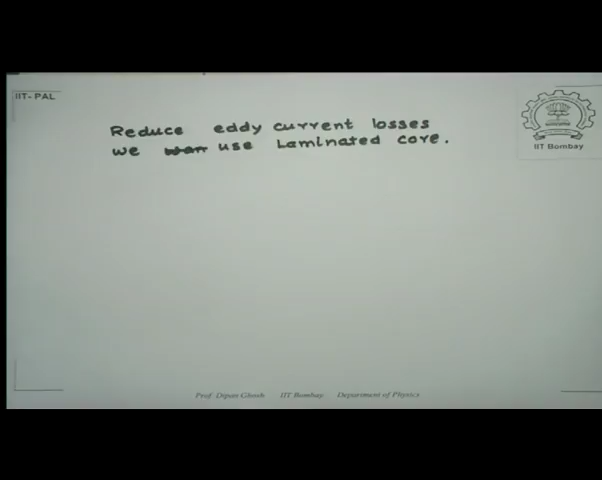 IIT- PAL
Reduce eddy current losses
we wan use Laminated core.
IIT Bombay
Prof. Dipan Ghosh IIT Bombay Department of Physics